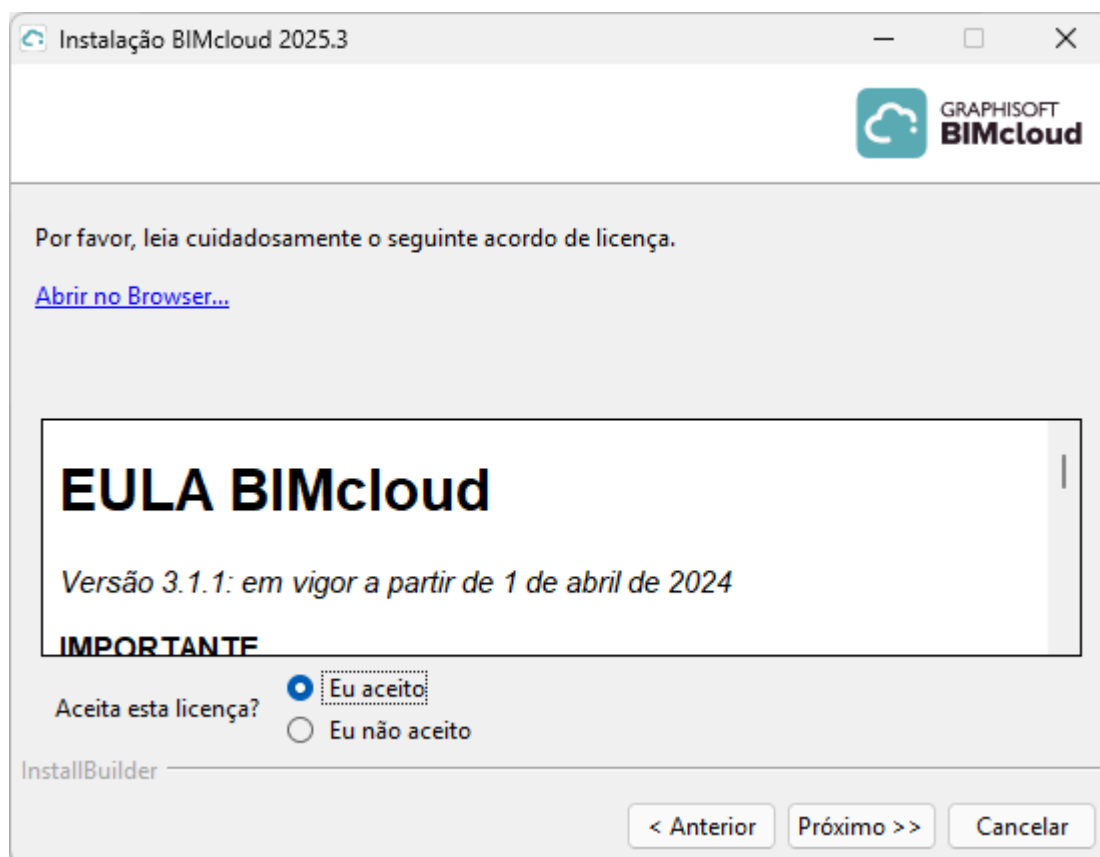 Instalação BIMcloud 2025.3
GRAPHISOFT
BIMcloud
Por favor, leia cuidadosamente o seguinte acordo de licença.
Abrir no Browser...
EULA BIMcloud
Versão 3.1.1: em vigor a partir de 1 de abril de 2024
IMPORTANTE
Aceita esta licença?
Eu aceito
Eu não aceito
InstallBuilder
< Anterior
Próximo >>
Cancelar